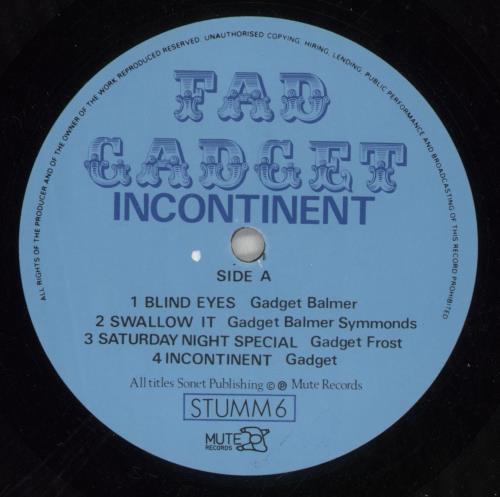 ALL RIGHTS OF THE PRODUCER AND OF THE OWNER OF THE WORK REPRODUCED RESERVED. UNAUTHORISED COPYING, HIRING, LENDING, PUBLIC PERFORMANCE AND BROADCASTING OF THIS RECORD PROHIBITED
FAD
GADGET
INCONTINENT
SIDE A
1 BLIND EYES Gadget Balmer
2 SWALLOW IT Gadget Balmer Symmonds
3 SATURDAY NIGHT SPECIAL Gadget Frost
4 INCONTINENT Gadget
All titles Sonet Publishing © ℗ Mute Records
STUMM 6
MUTE
RECORDS